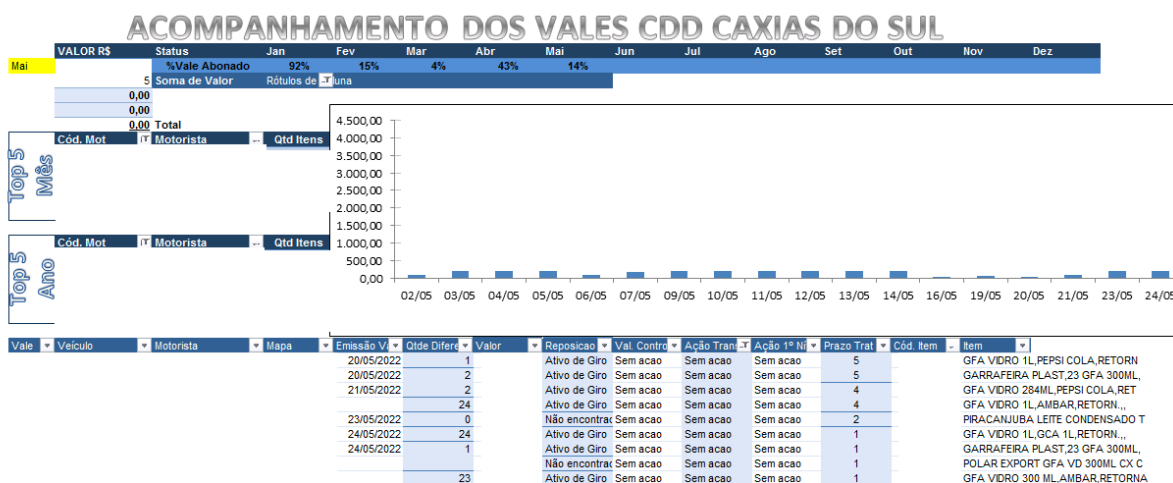 ACOMPANHAMENTO DOS VALES CDD CAXIAS DO SUL
VALOR R$ Status Jan Fev Mar Abr Mai Jun Jul Ago Set Out Nov Dez
Mai %Vale Abonado 92% 15% 4% 43% 14%
5 Soma de Valor Rótulos de luna
0,00
0,00
0,00 Total
Top 5 Mês
Cód. Mot Motorista Qtd Itens
Top 5 Ano
Cód. Mot Motorista Qtd Itens
4.500,00
4.000,00
3.500,00
3.000,00
2.500,00
2.000,00
1.500,00
1.000,00
500,00
0,00
02/05 03/05 04/05 05/05 06/05 07/05 09/05 10/05 11/05 12/05 13/05 14/05 16/05 19/05 20/05 21/05 23/05 24/05
Vale Veículo Motorista Mapa Emissão V Qtde Difere Valor Reposicao Val. Contro Ação Tran Ação 1º Ní Prazo Trat Cód. Item Item
20/05/2022 1 Ativo de Giro Sem acao Sem acao Sem acao 5 GFA VIDRO 1L,PEPSI COLA,RETORN
20/05/2022 2 Ativo de Giro Sem acao Sem acao Sem acao 5 GARRAFEIRA PLAST,23 GFA 300ML,
21/05/2022 2 Ativo de Giro Sem acao Sem acao Sem acao 4 GFA VIDRO 284ML,PEPSI COLA,RET
24 Ativo de Giro Sem acao Sem acao Sem acao 4 GFA VIDRO 1L,AMBAR,RETORN.,,
23/05/2022 0 Não encontrad Sem acao Sem acao Sem acao 2 PIRACANJUBA LEITE CONDENSADO T
24/05/2022 24 Ativo de Giro Sem acao Sem acao Sem acao 1 GFA VIDRO 1L,GCA 1L,RETORN.,,
24/05/2022 1 Ativo de Giro Sem acao Sem acao Sem acao 1 GARRAFEIRA PLAST,23 GFA 300ML,
Não encontrad Sem acao Sem acao Sem acao 1 POLAR EXPORT GFA VD 300ML CX C
23 Ativo de Giro Sem acao Sem acao Sem acao 1 GFA VIDRO 300 ML,AMBAR,RETORNA